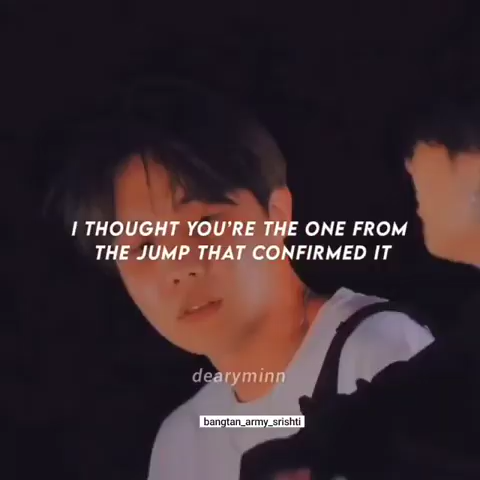 I THOUGHT YOU'RE THE ONE FROM
THE JUMP THAT CONFIRMED IT
dearyminn
bangtan_army_srishti